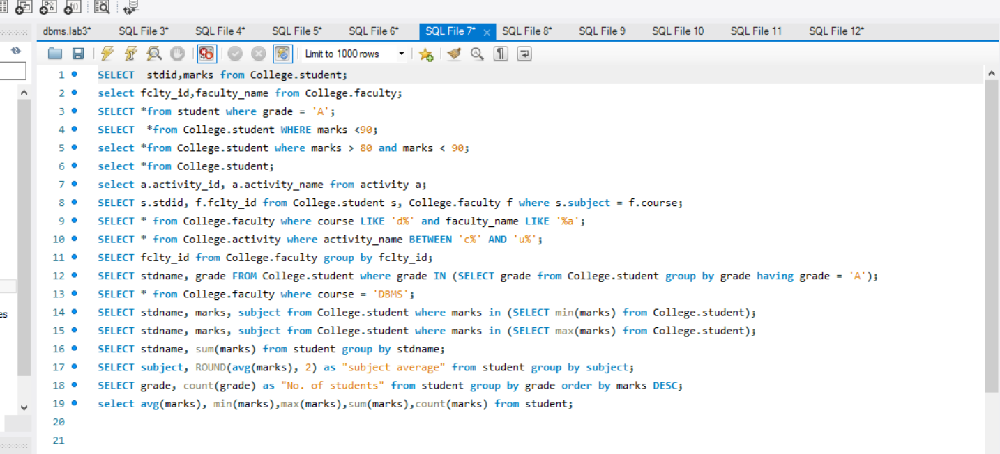 dbms.lab3* SQL File 3* SQL File 4* SQL File 5* SQL File 6* SQL File 7* SQL File 8* SQL File 9 SQL File 10 SQL File 11 SQL File 12*
Limit to 1000 rows
1 SELECT  stdid,marks from College.student;
2 select fclty_id,faculty_name from College.faculty;
3 SELECT *from student where grade = 'A';
4 SELECT  *from College.student WHERE marks <90;
5 select *from College.student where marks > 80 and marks < 90;
6 select *from College.student;
7 select a.activity_id, a.activity_name from activity a;
8 SELECT s.stdid, f.fclty_id from College.student s, College.faculty f where s.subject = f.course;
9 SELECT * from College.faculty where course LIKE 'd%' and faculty_name LIKE '%a';
10 SELECT * from College.activity where activity_name BETWEEN 'c%' AND 'u%';
11 SELECT fclty_id from College.faculty group by fclty_id;
12 SELECT stdname, grade FROM College.student where grade IN (SELECT grade from College.student group by grade having grade = 'A');
13 SELECT * from College.faculty where course = 'DBMS';
es
14 SELECT stdname, marks, subject from College.student where marks in (SELECT min(marks) from College.student);
15 SELECT stdname, marks, subject from College.student where marks in (SELECT max(marks) from College.student);
16 SELECT stdname, sum(marks) from student group by stdname;
17 SELECT subject, ROUND(avg(marks), 2) as "subject average" from student group by subject;
18 SELECT grade, count(grade) as "No. of students" from student group by grade order by marks DESC;
19 select avg(marks), min(marks),max(marks),sum(marks),count(marks) from student;
20
21